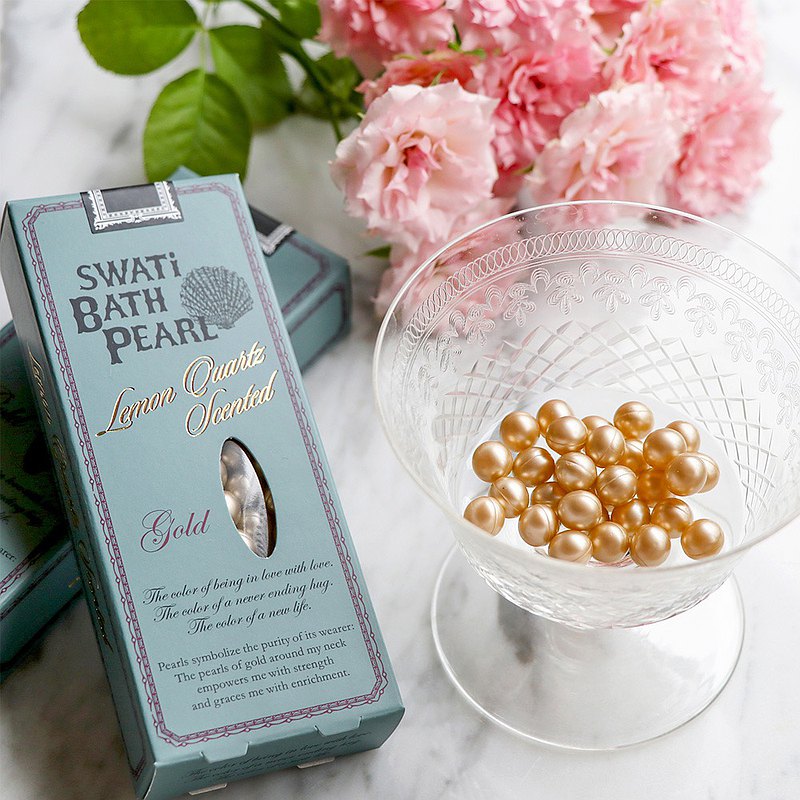 SWATi
BATH
PEARL
Lemon Quartz
Scented
Gold
The color of being in love with love.
The color of a never ending hug.
The color of a new life.
Pearls symbolize the purity of its wearer:
The pearls of gold around my neck
empowers me with strength
and graces me with enrichment.